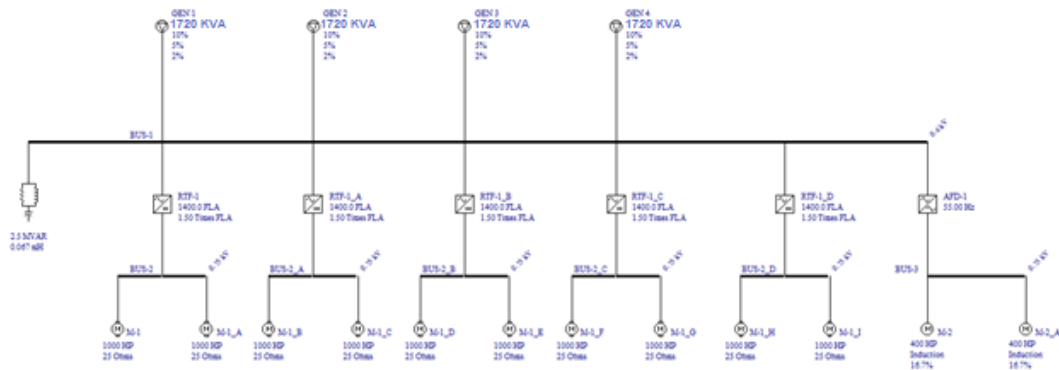 GEN 1
1720 KVA
10%
5%
2%
GEN 2
1720 KVA
10%
5%
2%
GEN 3
1720 KVA
10%
5%
2%
GEN 4
1720 KVA
10%
5%
2%
BUS-1
0.6 kV
2.5 MVAR
0.067 mH
RTF-1
1400.0 FLA
1.50 Times FLA
RTF-1_A
1400.0 FLA
1.50 Times FLA
RTF-1_B
1400.0 FLA
1.50 Times FLA
RTF-1_C
1400.0 FLA
1.50 Times FLA
RTF-1_D
1400.0 FLA
1.50 Times FLA
AFD-1
55.00 Hz
BUS-2
0.75 kV
BUS-2_A
0.75 kV
BUS-2_B
0.75 kV
BUS-2_C
0.75 kV
BUS-2_D
0.75 kV
BUS-3
M-1
1000 HP
25 Ohms
M-1_A
1000 HP
25 Ohms
M-1_B
1000 HP
25 Ohms
M-1_C
1000 HP
25 Ohms
M-1_D
1000 HP
25 Ohms
M-1_E
1000 HP
25 Ohms
M-1_F
1000 HP
25 Ohms
M-1_G
1000 HP
25 Ohms
M-1_H
1000 HP
25 Ohms
M-1_I
1000 HP
25 Ohms
M-2
400 HP
Induction
16.7%
M-2_A
400 HP
Induction
16.7%